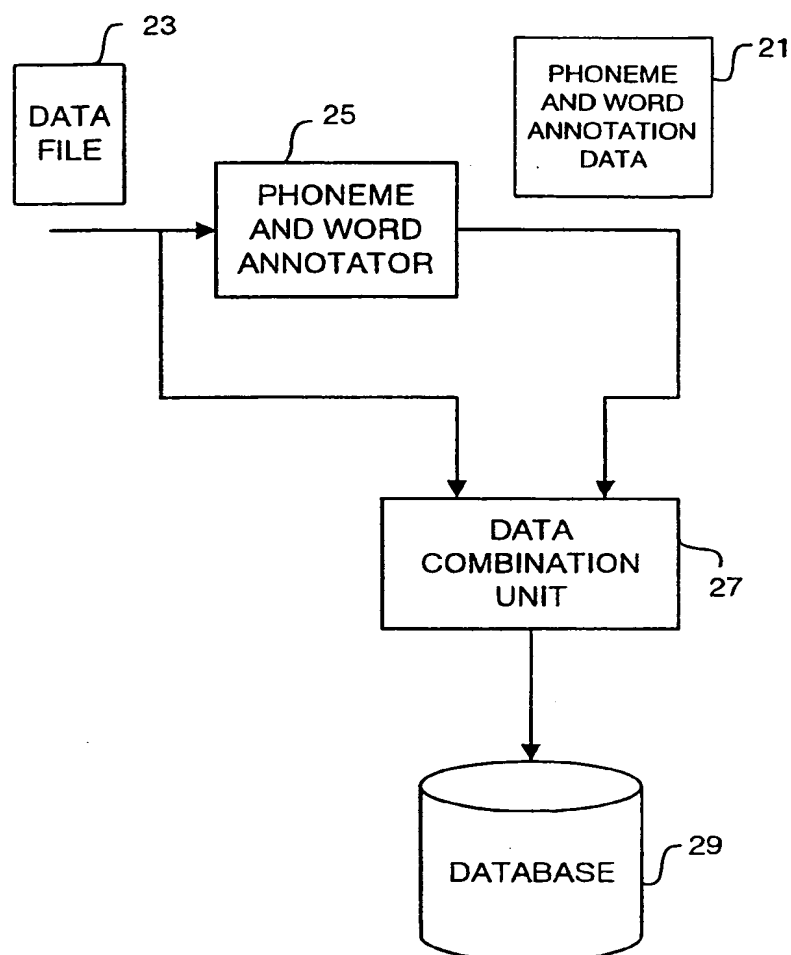 23
DATA
FILE
25
PHONEME
AND WORD
ANNOTATOR
21
PHONEME
AND WORD
ANNOTATION
DATA
DATA
COMBINATION
UNIT
27
DATABASE
29